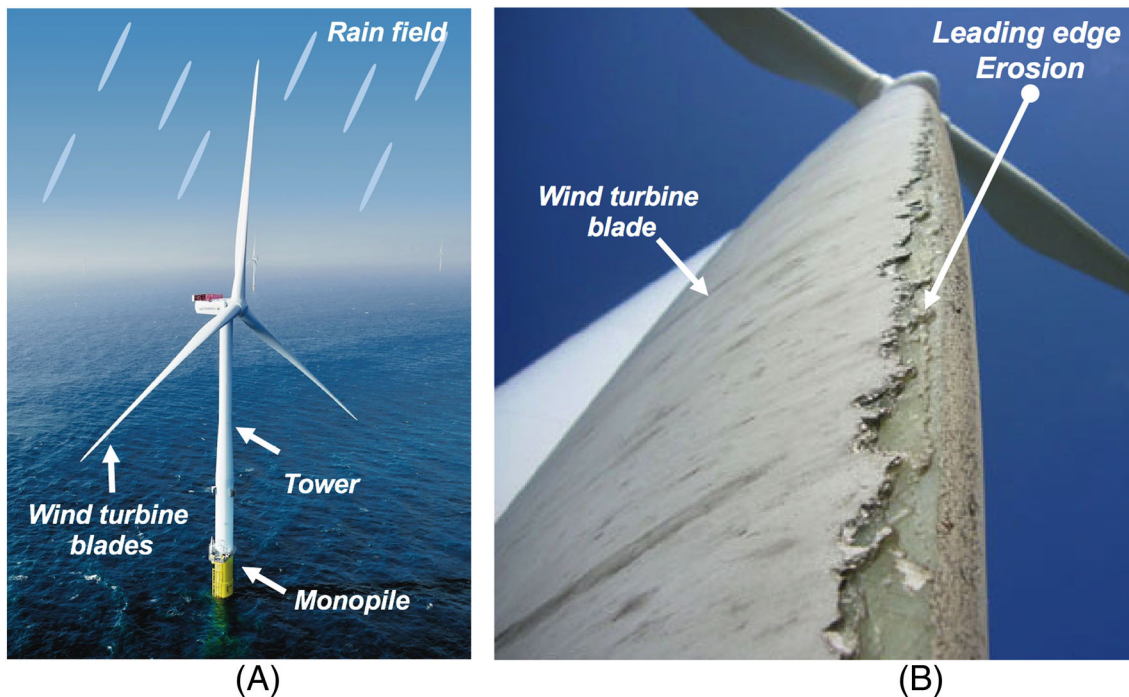 Rain field
Wind turbine
blades
Tower
Monopile
(A)
Leading edge
Erosion
Wind turbine
blade
(B)